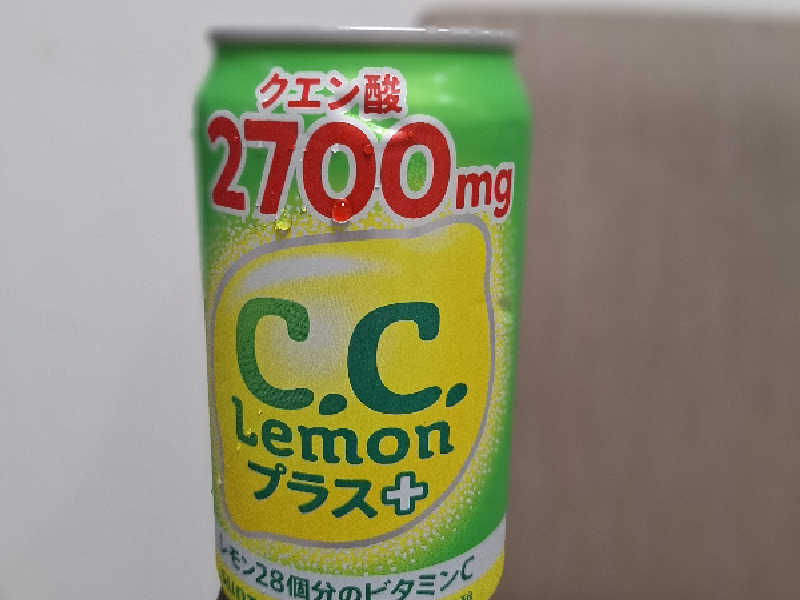 クエン酸
2700mg
C.C.
Lemon
プラス+
レモン28個分のビタミンC